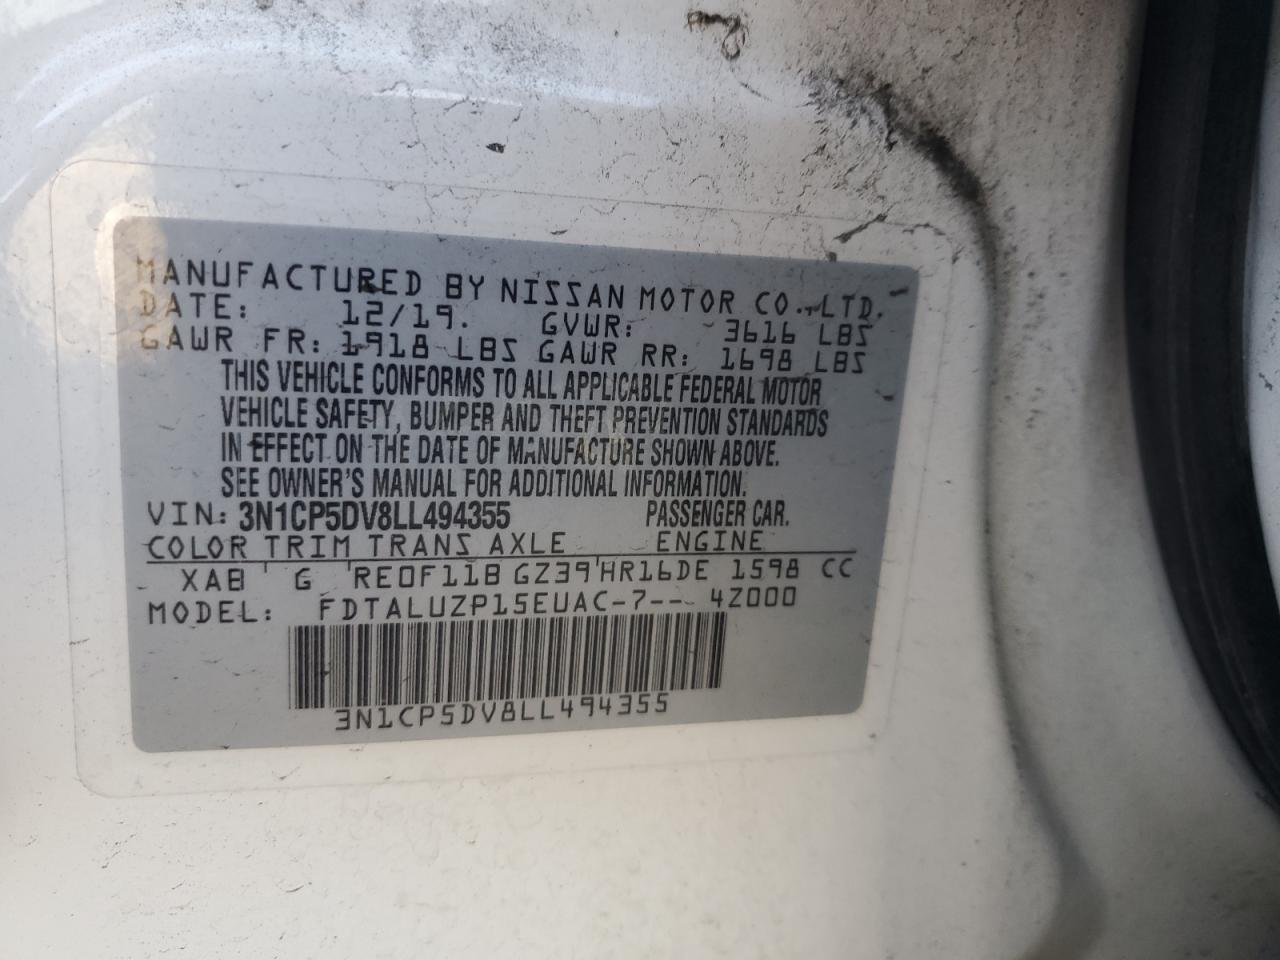 MANUFACTURED BY NISSAN MOTOR CO., LTD.
DATE: 12/19. GVWR: 3616 LBS
GAWR FR: 1918 LBS GAWR RR: 1698 LBS
THIS VEHICLE CONFORMS TO ALL APPLICABLE FEDERAL MOTOR
VEHICLE SAFETY, BUMPER AND THEFT PREVENTION STANDARDS
IN EFFECT ON THE DATE OF MANUFACTURE SHOWN ABOVE.
SEE OWNER'S MANUAL FOR ADDITIONAL INFORMATION.
VIN: 3N1CP5DV8LL494355 PASSENGER CAR.
COLOR TRIM TRANS AXLE ENGINE
XAB G RE0F11B GZ39 HR16DE 1598 CC
MODEL: FDTALUZP15EUAC-7-- 4Z000
3N1CP5DV8LL494355